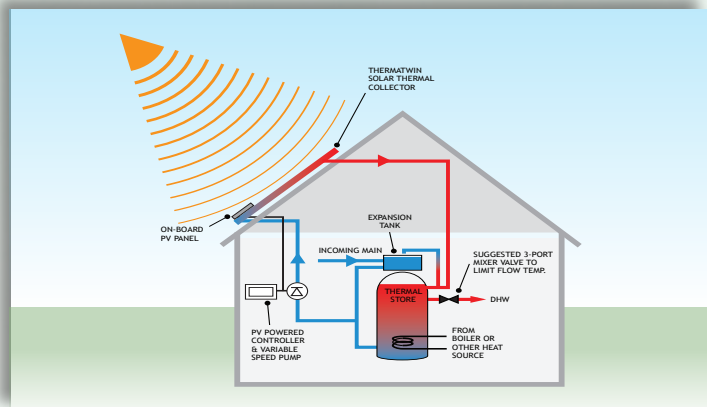 THERMATWIN
SOLAR THERMAL
COLLECTOR
ON-BOARD
PV PANEL
EXPANSION
TANK
INCOMING MAIN
SUGGESTED 3-PORT
MIXER VALVE TO
LIMIT FLOW TEMP.
THERMAL
STORE
DHW
PV POWERED
CONTROLLER
& VARIABLE
SPEED PUMP
FROM
BOILER OR
OTHER HEAT
SOURCE